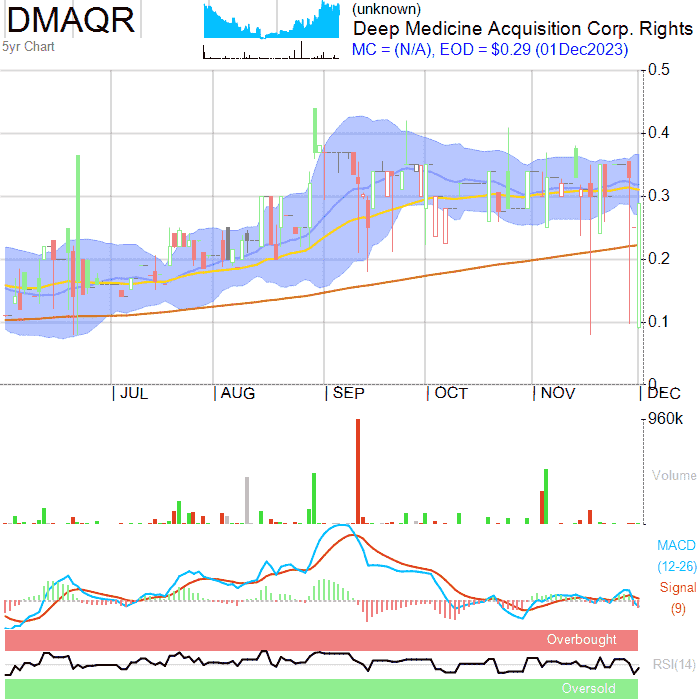 DMAQR
5yr Chart
(unknown)
Deep Medicine Acquisition Corp. Rights
MC = (N/A), EOD = $0.29 (01Dec2023)
0.5
0.4
0.3
0.2
0.1
0
JUL
AUG
SEP
OCT
NOV
DEC
960k
Volume
MACD
(12-26)
Signal
(9)
Overbought
RSI(14)
Oversold